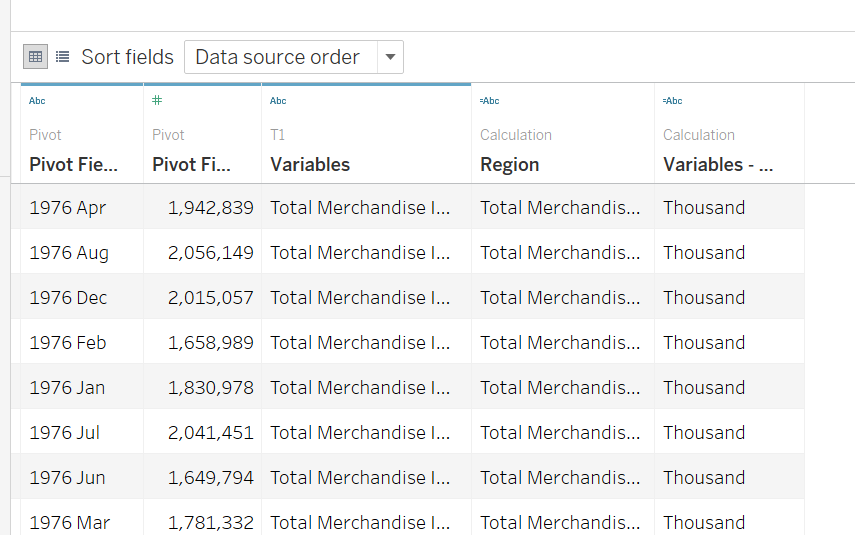 Sort fields Data source order
Abc # Abc =Abc =Abc
Pivot Pivot T1 Calculation Calculation
Pivot Fie... Pivot Fi... Variables Region Variables - ...
1976 Apr 1,942,839 Total Merchandise I... Total Merchandis... Thousand
1976 Aug 2,056,149 Total Merchandise I... Total Merchandis... Thousand
1976 Dec 2,015,057 Total Merchandise I... Total Merchandis... Thousand
1976 Feb 1,658,989 Total Merchandise I... Total Merchandis... Thousand
1976 Jan 1,830,978 Total Merchandise I... Total Merchandis... Thousand
1976 Jul 2,041,451 Total Merchandise I... Total Merchandis... Thousand
1976 Jun 1,649,794 Total Merchandise I... Total Merchandis... Thousand
1976 Mar 1,781,332 Total Merchandise I... Total Merchandis... Thousand